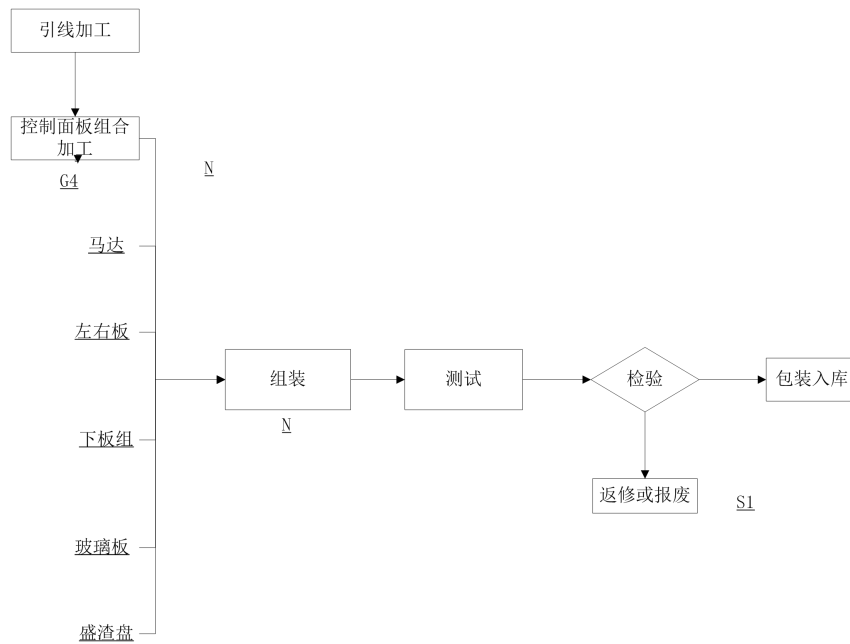 引线加工
控制面板组合
加工
G4
N
马达
左右板
组装
测试
检验
包装入库
N
下板组
返修或报废
S1
玻璃板
盛渣盘